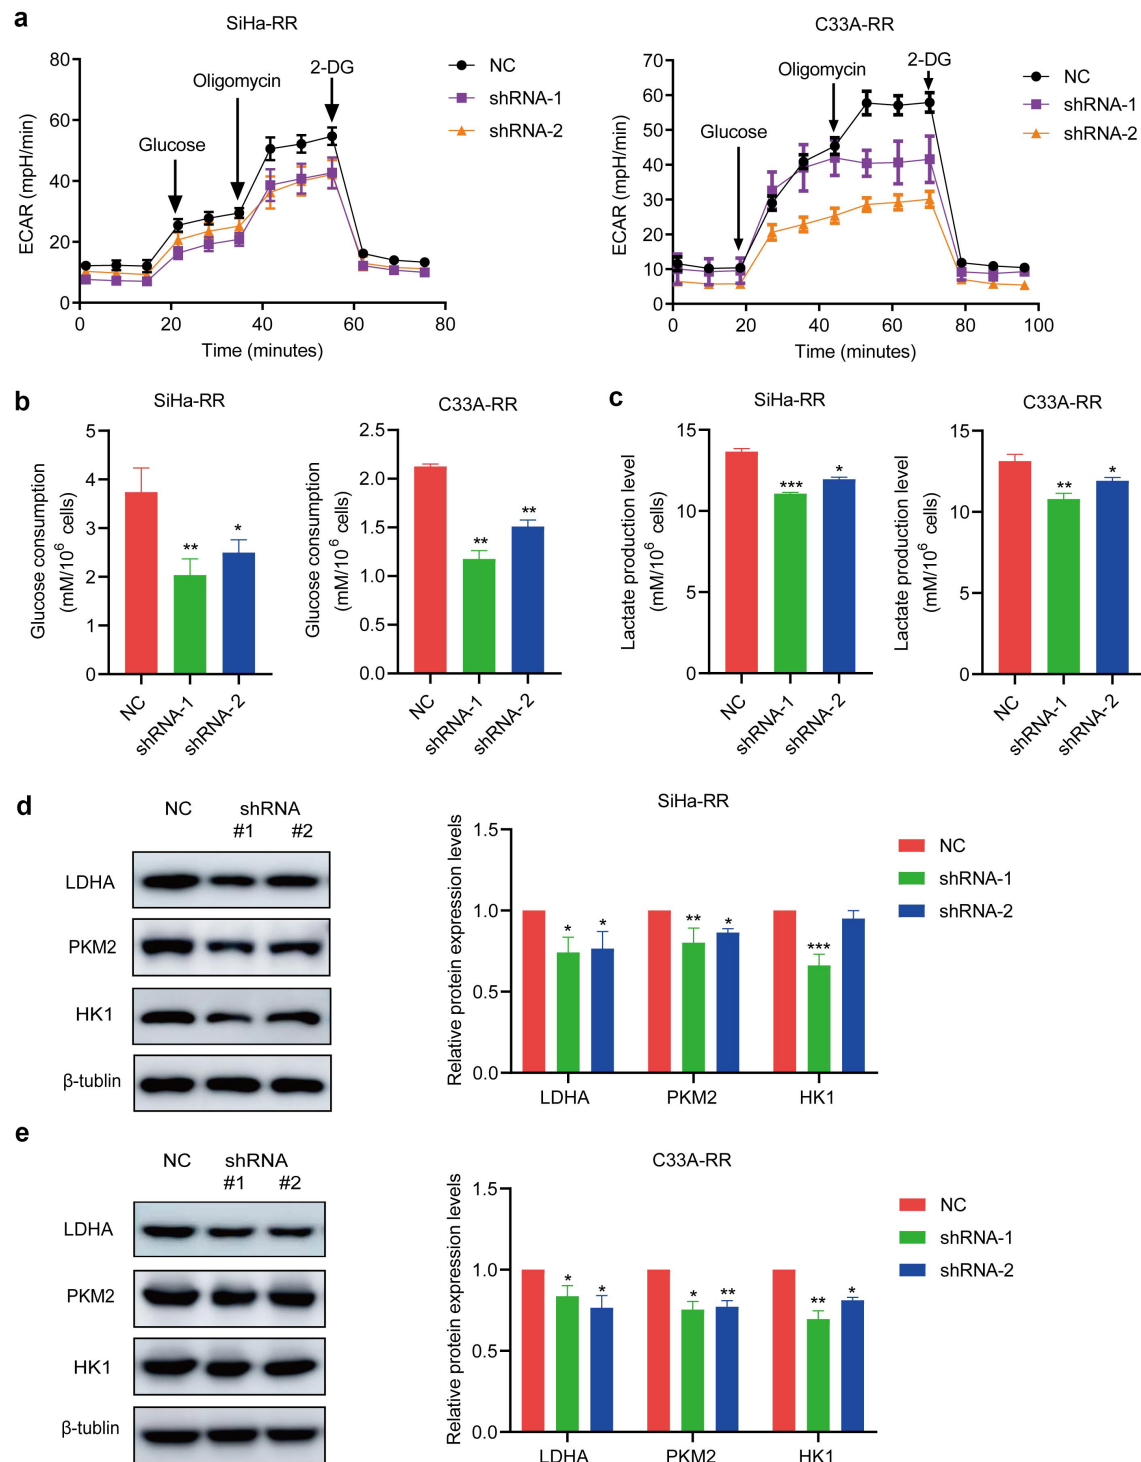 a
SiHa-RR
C33A-RR
80
60
40
20
0
ECAR (mpH/min)
Glucose
Oligomycin
2-DG
NC
shRNA-1
shRNA-2
0 20 40 60 80
Time (minutes)
70
60
50
40
30
20
10
0
ECAR (mpH/min)
Glucose
Oligomycin
2-DG
NC
shRNA-1
shRNA-2
0 20 40 60 80 100
Time (minutes)
b
SiHa-RR
5
4
3
2
1
0
Glucose consumption
(mM/10⁶ cells)
**
*
NC
shRNA-1
shRNA-2
C33A-RR
2.5
2.0
1.5
1.0
0.5
0.0
Glucose consumption
(mM/10⁶ cells)
**
**
NC
shRNA-1
shRNA-2
c
SiHa-RR
15
10
5
0
Lactate production level
(mM/10⁶ cells)
***
*
NC
shRNA-1
shRNA-2
C33A-RR
15
10
5
0
Lactate production level
(mM/10⁶ cells)
**
*
NC
shRNA-1
shRNA-2
d
NC shRNA
#1 #2
LDHA
PKM2
HK1
β-tublin
SiHa-RR
1.5
1.0
0.5
0.0
Relative protein expression levels
* *
** *
***
LDHA PKM2 HK1
NC
shRNA-1
shRNA-2
e
NC shRNA
#1 #2
LDHA
PKM2
HK1
β-tublin
C33A-RR
1.5
1.0
0.5
0.0
Relative protein expression levels
* *
* **
** *
LDHA PKM2 HK1
NC
shRNA-1
shRNA-2